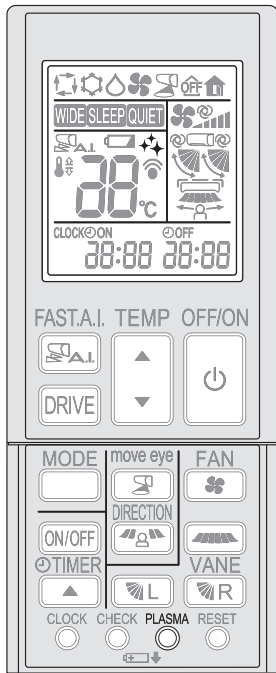 WIDE SLEEP QUIET
A.I.
88 °C
CLOCK ON OFF
88:88 88:88
FAST.A.I. TEMP OFF/ON
A.I.
DRIVE
MODE move eye FAN
DIRECTION
ON/OFF
TIMER VANE
L R
CLOCK CHECK PLASMA RESET